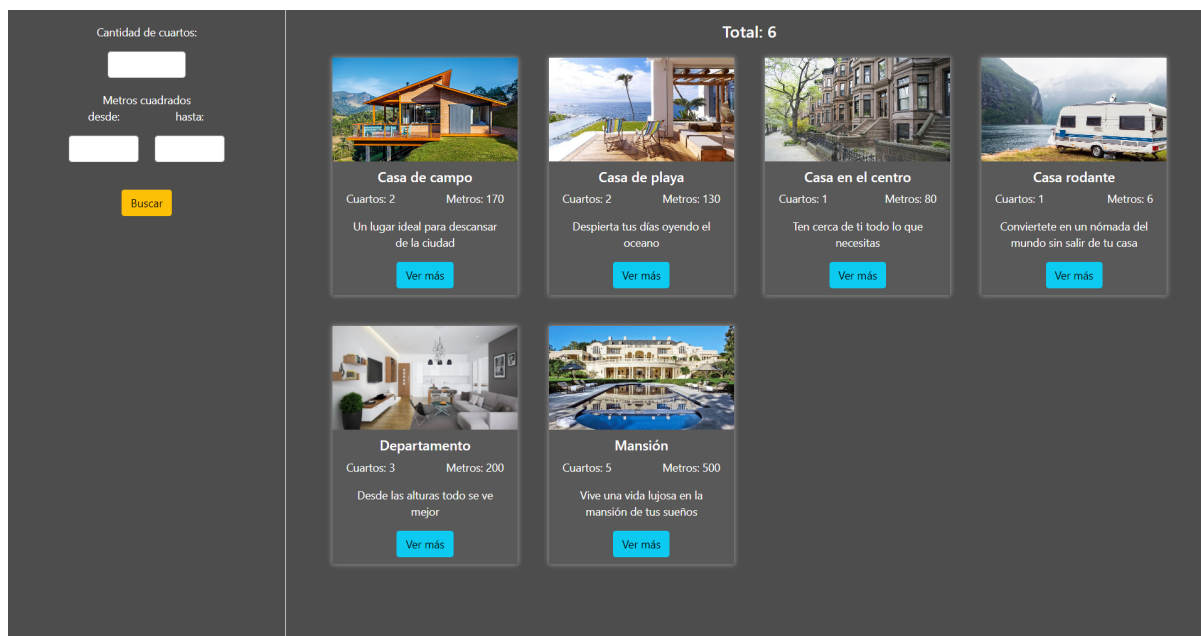 Cantidad de cuartos:
Metros cuadrados
desde: hasta:
Buscar
Total: 6
Casa de campo
Cuartos: 2 Metros: 170
Un lugar ideal para descansar
de la ciudad
Ver más
Casa de playa
Cuartos: 2 Metros: 130
Despierta tus días oyendo el
oceano
Ver más
Casa en el centro
Cuartos: 1 Metros: 80
Ten cerca de ti todo lo que
necesitas
Ver más
Casa rodante
Cuartos: 1 Metros: 6
Conviertete en un nómada del
mundo sin salir de tu casa
Ver más
Departamento
Cuartos: 3 Metros: 200
Desde las alturas todo se ve
mejor
Ver más
Mansión
Cuartos: 5 Metros: 500
Vive una vida lujosa en la
mansión de tus sueños
Ver más